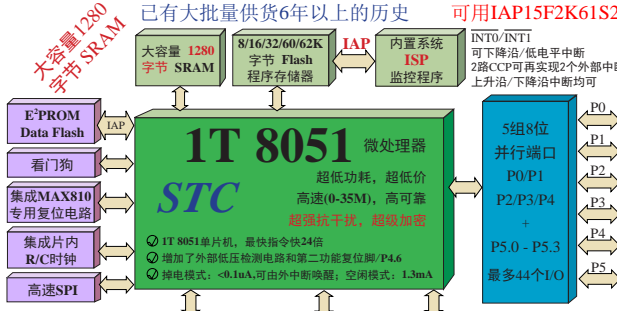 已有大批量供货6年以上的历史
可用IAP15F2K61S2
大容量1280
字节 SRAM
大容量 1280
字节 SRAM
8/16/32/60/62K
字节 Flash
程序存储器
IAP
内置系统
ISP
监控程序
INT0/INT1
可下降沿/低电平中断
2路CCP可再实现2个外部中断
上升沿/下降沿中断均可
E²PROM
Data Flash
IAP
看门狗
集成MAX810
专用复位电路
集成片内
R/C时钟
高速SPI
1T 8051 微处理器
STC
超低功耗，超低价
高速(0-35M)，高可靠
超强抗干扰，超级加密
1T 8051单片机，最快指令快24倍
增加了外部低压检测电路和第二功能复位脚/P4.6
掉电模式：<0.1uA,可由外中断唤醒；空闲模式：1.3mA
5组8位
并行端口
P0/P1
P2/P3/P4
+
P5.0 - P5.3
最多44个I/O
P0
P1
P2
P3
P4
P5